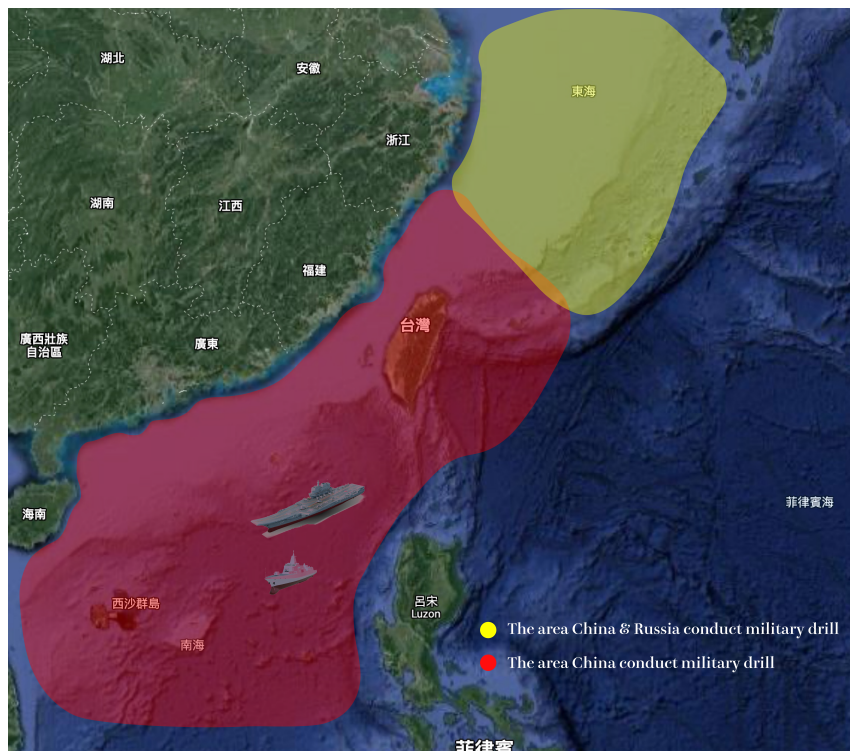 湖北
安徽
東海
浙江
湖南
江西
福建
台灣
廣西壯族
自治區
廣東
海南
菲律賓海
西沙群島
呂宋
Luzon
南海
The area China & Russia conduct military drill
The area China conduct military drill
菲律賓